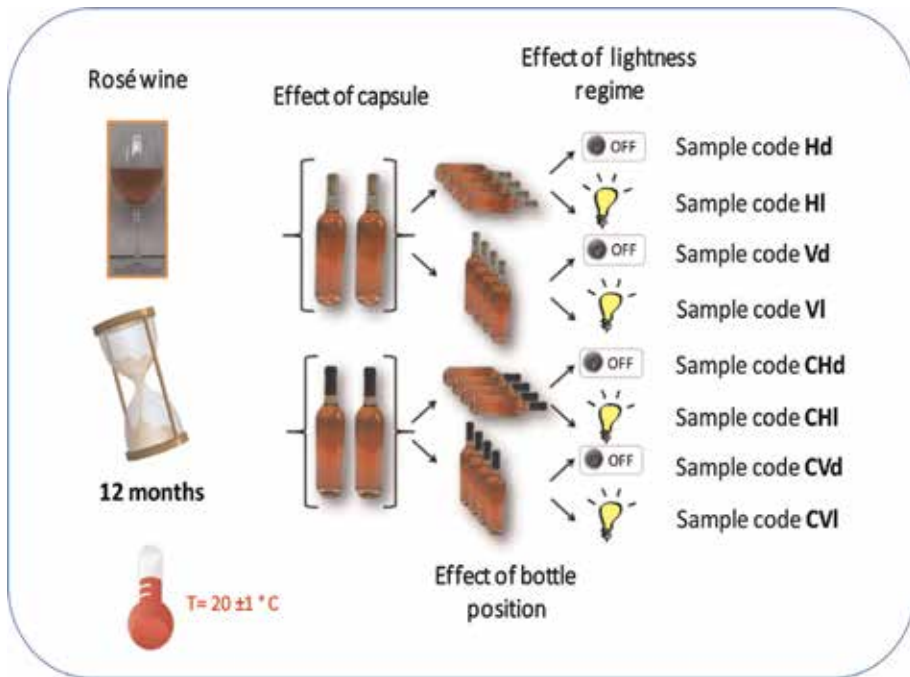 Rosé wine
Effect of capsule
Effect of lightness
regime
OFF
Sample code Hd
Sample code Hl
OFF
Sample code Vd
Sample code Vl
OFF
Sample code CHd
Sample code CHl
OFF
Sample code CVd
Sample code CVl
12 months
Effect of bottle
position
T= 20 ±1 ° C